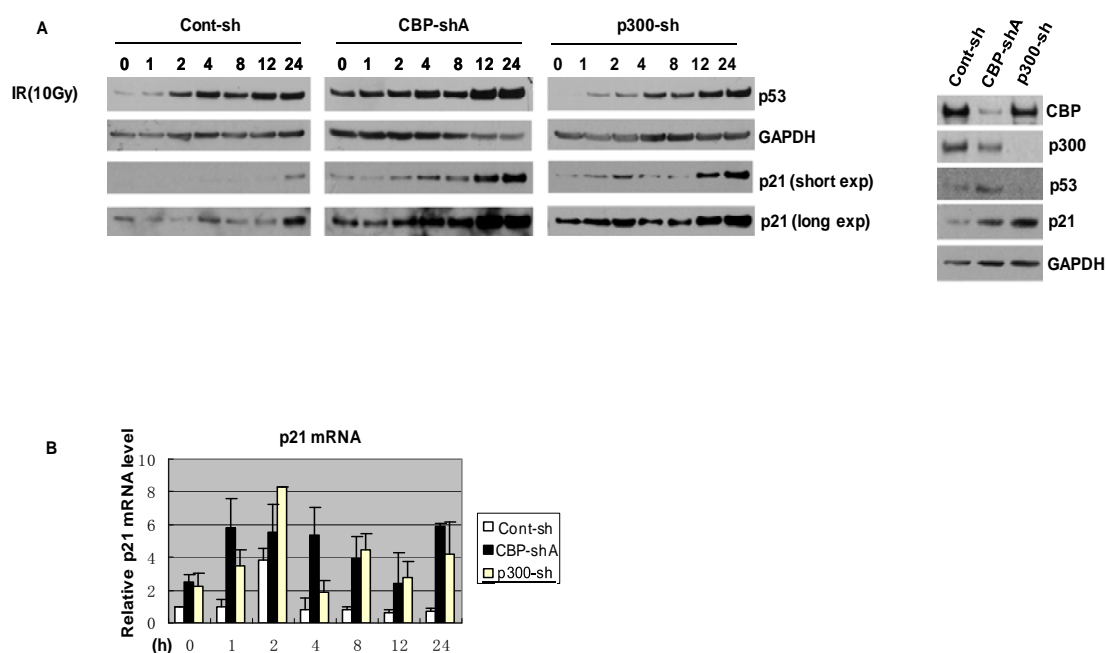 A
Cont-sh
CBP-shA
p300-sh
0 1 2 4 8 12 24
0 1 2 4 8 12 24
0 1 2 4 8 12 24
IR(10Gy)
p53
GAPDH
p21 (short exp)
p21 (long exp)
Cont-sh
CBP-shA
p300-sh
CBP
p300
p53
p21
GAPDH
B
p21 mRNA
Relative p21 mRNA level
10
8
6
4
2
0
(h) 0 1 2 4 8 12 24
Cont-sh
CBP-shA
p300-sh